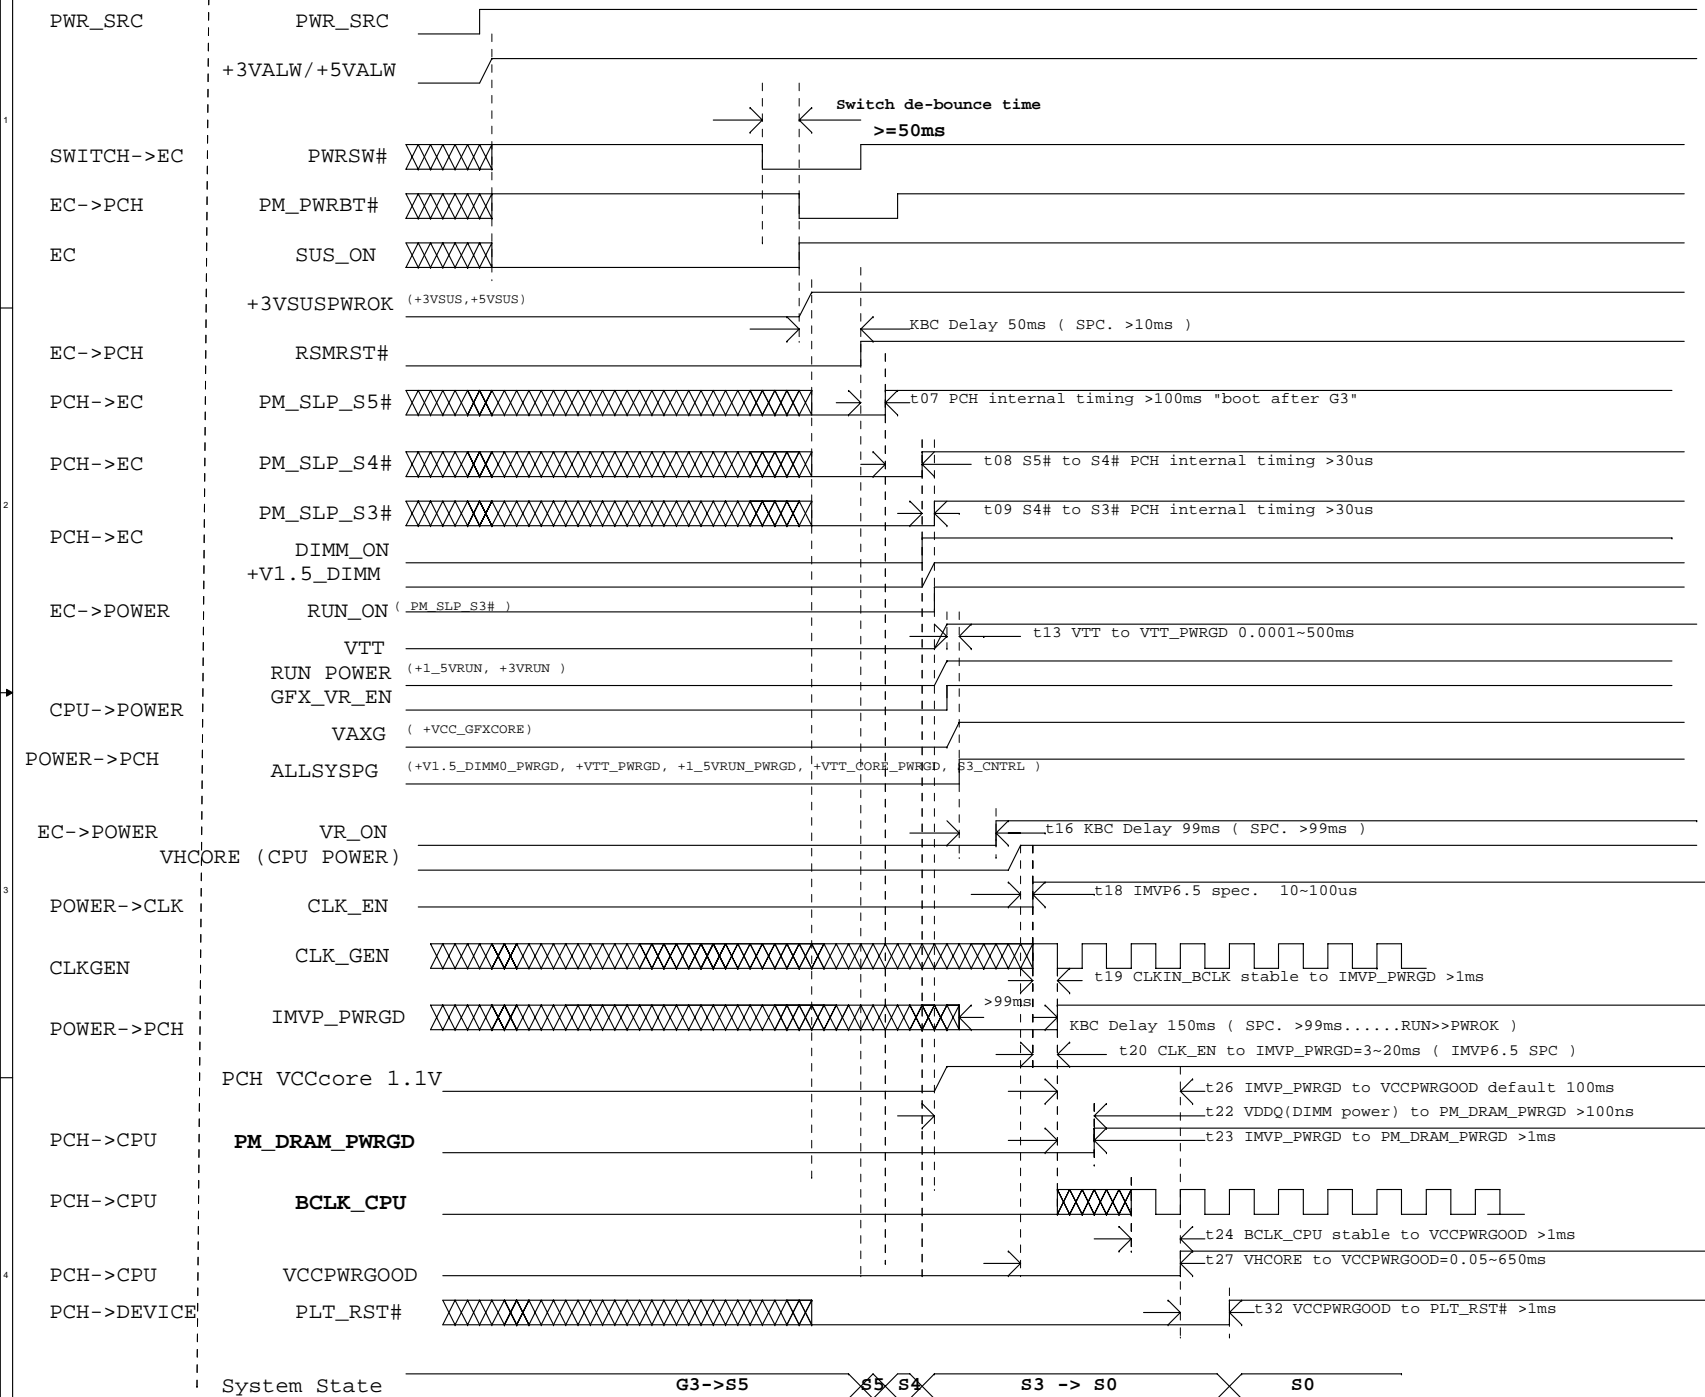 PWR_SRC PWR_SRC
+3VALW/+5VALW
Switch de-bounce time
1
>=50ms
SWITCH->EC PWRSW#
EC->PCH PM_PWRBT#
EC SUS_ON
+3VSUSPWROK (+3VSUS,+5VSUS)
KBC Delay 50ms ( SPC. >10ms )
EC->PCH RSMRST#
PCH->EC PM_SLP_S5# t07 PCH internal timing >100ms "boot after G3"
PCH->EC PM_SLP_S4# t08 S5# to S4# PCH internal timing >30us
2
PM_SLP_S3# t09 S4# to S3# PCH internal timing >30us
PCH->EC
DIMM_ON
+V1.5_DIMM
EC->POWER RUN_ON ( PM_SLP_S3# )
t13 VTT to VTT_PWRGD 0.0001~500ms
VTT
RUN POWER (+1_5VRUN, +3VRUN )
GFX_VR_EN
CPU->POWER
VAXG ( +VCC_GFXCORE)
POWER->PCH
ALLSYSPG (+V1.5_DIMM0_PWRGD, +VTT_PWRGD, +1_5VRUN_PWRGD, +VTT_CORE_PWRGD, S3_CNTRL )
EC->POWER VR_ON t16 KBC Delay 99ms ( SPC. >99ms )
VHCORE (CPU POWER)
3
t18 IMVP6.5 spec. 10~100us
POWER->CLK CLK_EN
CLK_GEN
CLKGEN
t19 CLKIN_BCLK stable to IMVP_PWRGD >1ms
>99ms
IMVP_PWRGD
POWER->PCH
KBC Delay 150ms ( SPC. >99ms......RUN>>PWROK )
t20 CLK_EN to IMVP_PWRGD=3~20ms ( IMVP6.5 SPC )
PCH VCCcore 1.1V
t26 IMVP_PWRGD to VCCPWRGOOD default 100ms
t22 VDDQ(DIMM power) to PM_DRAM_PWRGD >100ns
PCH->CPU PM_DRAM_PWRGD t23 IMVP_PWRGD to PM_DRAM_PWRGD >1ms
PCH->CPU BCLK_CPU
t24 BCLK_CPU stable to VCCPWRGOOD >1ms
t27 VHCORE to VCCPWRGOOD=0.05~650ms
4
PCH->CPU VCCPWRGOOD
PCH->DEVICE PLT_RST# t32 VCCPWRGOOD to PLT_RST# >1ms
System State G3->S5 S5 S4 S3 -> S0 S0